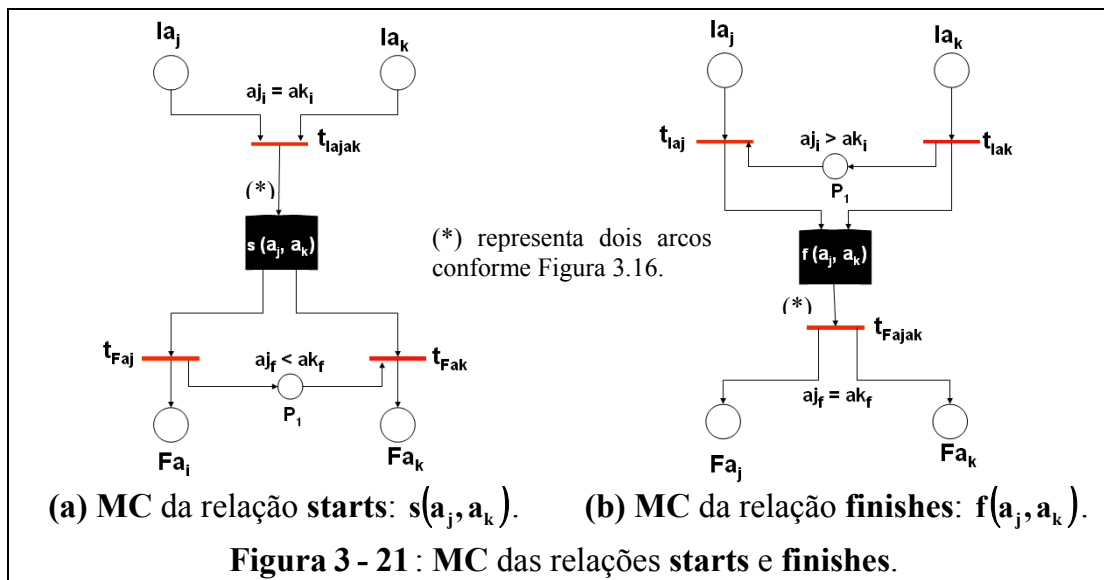 Ia_j
Ia_k
aj_i = ak_i
t_Iajak
(*)
s (a_j, a_k)
t_Faj
aj_f < ak_f
t_Fak
P_1
Fa_i
Fa_k
(*) representa dois arcos
conforme Figura 3.16.
Ia_j
Ia_k
t_Iaj
aj_i > ak_i
t_Iak
P_1
f (a_j, a_k)
(*)
t_Fajak
aj_f = ak_f
Fa_j
Fa_k
(a) MC da relação starts: s(a_j, a_k).
(b) MC da relação finishes: f(a_j, a_k).
Figura 3 - 21 : MC das relações starts e finishes.